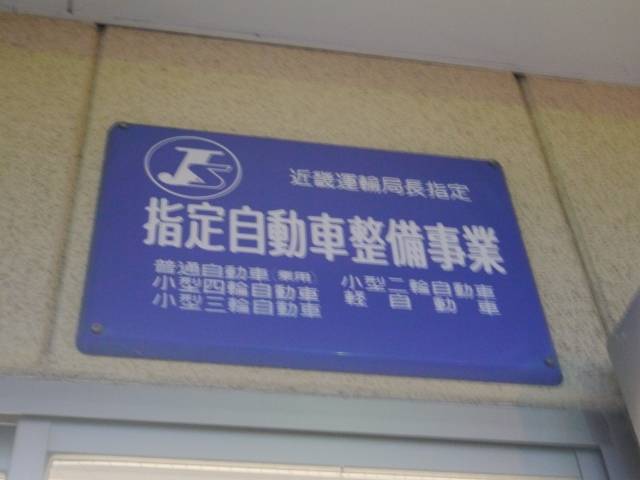 近畿運輸局長指定
指定自動車整備事業
普通自動車(乗用)
小型四輪自動車
小型三輪自動車
小型二輪自動車
軽自動車